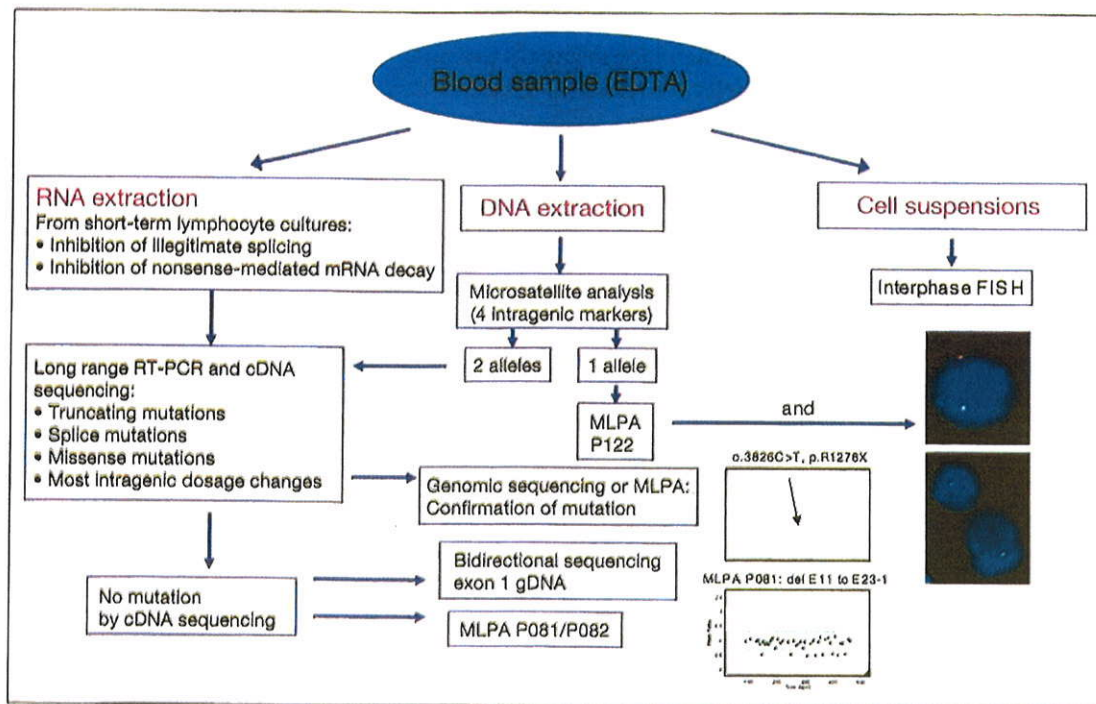 Blood sample (EDTA)
RNA extraction
From short-term lymphocyte cultures:
• Inhibition of illegitimate splicing
• Inhibition of nonsense-mediated mRNA decay
DNA extraction
Cell suspensions
Microsatellite analysis
(4 intragenic markers)
Interphase FISH
2 alleles
1 allele
Long range RT-PCR and cDNA
sequencing:
• Truncating mutations
• Splice mutations
• Missense mutations
• Most intragenic dosage changes
MLPA
P122
and
c.3826C>T, p.R1276X
Genomic sequencing or MLPA:
Confirmation of mutation
Bidirectional sequencing
exon 1 gDNA
MLPA P081: del E11 to E23-1
No mutation
by cDNA sequencing
MLPA P081/P082